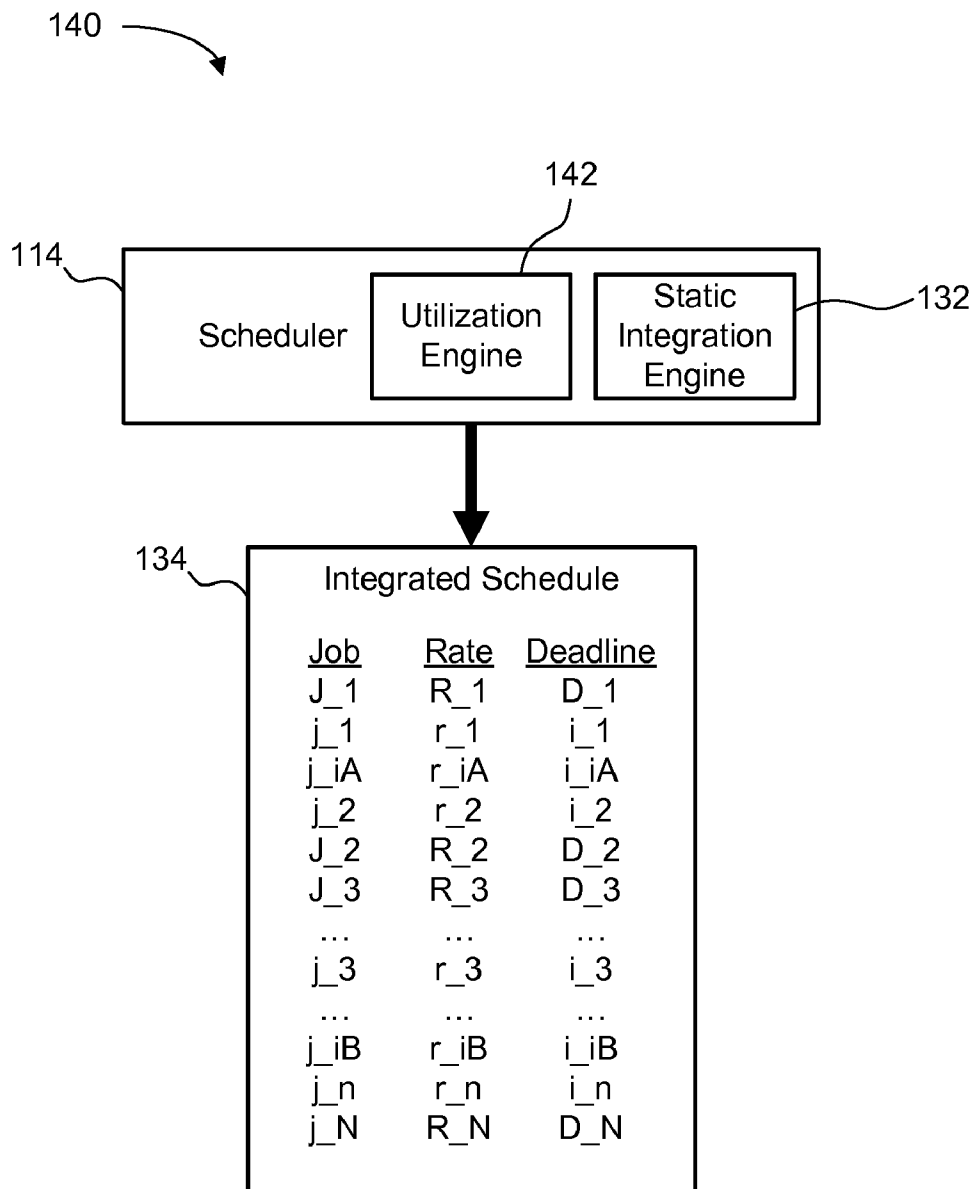 140
142
114
132
Scheduler
Utilization
Engine
Static
Integration
Engine
134
Integrated Schedule
Job Rate Deadline
J_1 R_1 D_1
j_1 r_1 i_1
j_iA r_iA i_iA
j_2 r_2 i_2
J_2 R_2 D_2
J_3 R_3 D_3
... ... ...
j_3 r_3 i_3
... ... ...
j_iB r_iB i_iB
j_n r_n i_n
j_N R_N D_N